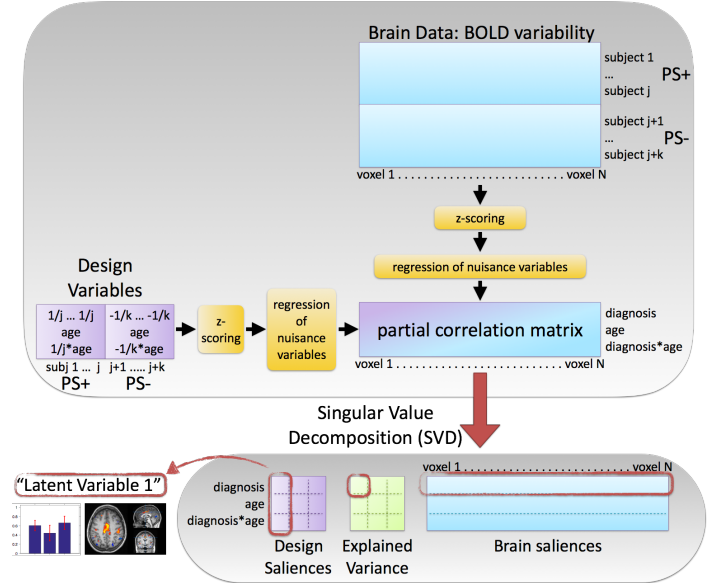 Brain Data: BOLD variability
subject 1
...
subject j
PS+
subject j+1
...
subject j+k
PS-
voxel 1 . . . . . . . . . . . . . . . . . . . . . . . . . . . voxel N
z-scoring
regression of nuisance variables
Design
Variables
1/j ... 1/j
age
1/j*age
-1/k ... -1/k
age
-1/k*age
subj 1 ... j
j+1 ..... j+k
PS+
PS-
z-
scoring
regression
of
nuisance
variables
partial correlation matrix
diagnosis
age
diagnosis*age
voxel 1 . . . . . . . . . . . . . . . . . . . . . . . . . . . voxel N
Singular Value
Decomposition (SVD)
“Latent Variable 1”
diagnosis
age
diagnosis*age
voxel 1 . . . . . . . . . . . . . . . . . . . . . . . . . . . voxel N
Design
Saliences
Explained
Variance
Brain saliences